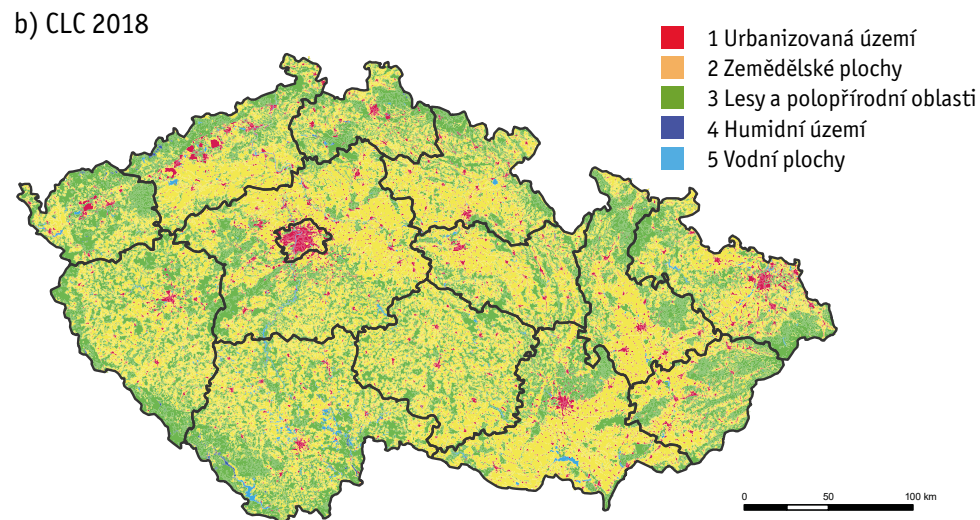 b) CLC 2018
1 Urbanizovaná území
2 Zemědělské plochy
3 Lesy a polopřírodní oblasti
4 Humidní území
5 Vodní plochy
0 50 100 km